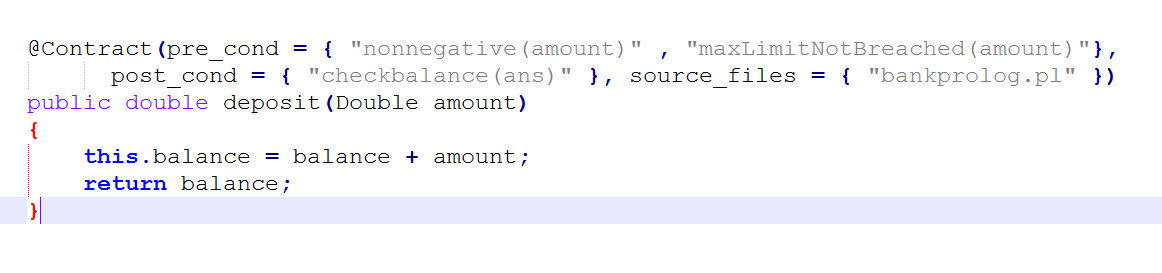 @Contract(pre_cond = { "nonnegative(amount)" , "maxLimitNotBreached(amount)"},
post_cond = { "checkbalance(ans)" }, source_files = { "bankprolog.pl" })
public double deposit(Double amount)
{
this.balance = balance + amount;
return balance;
}